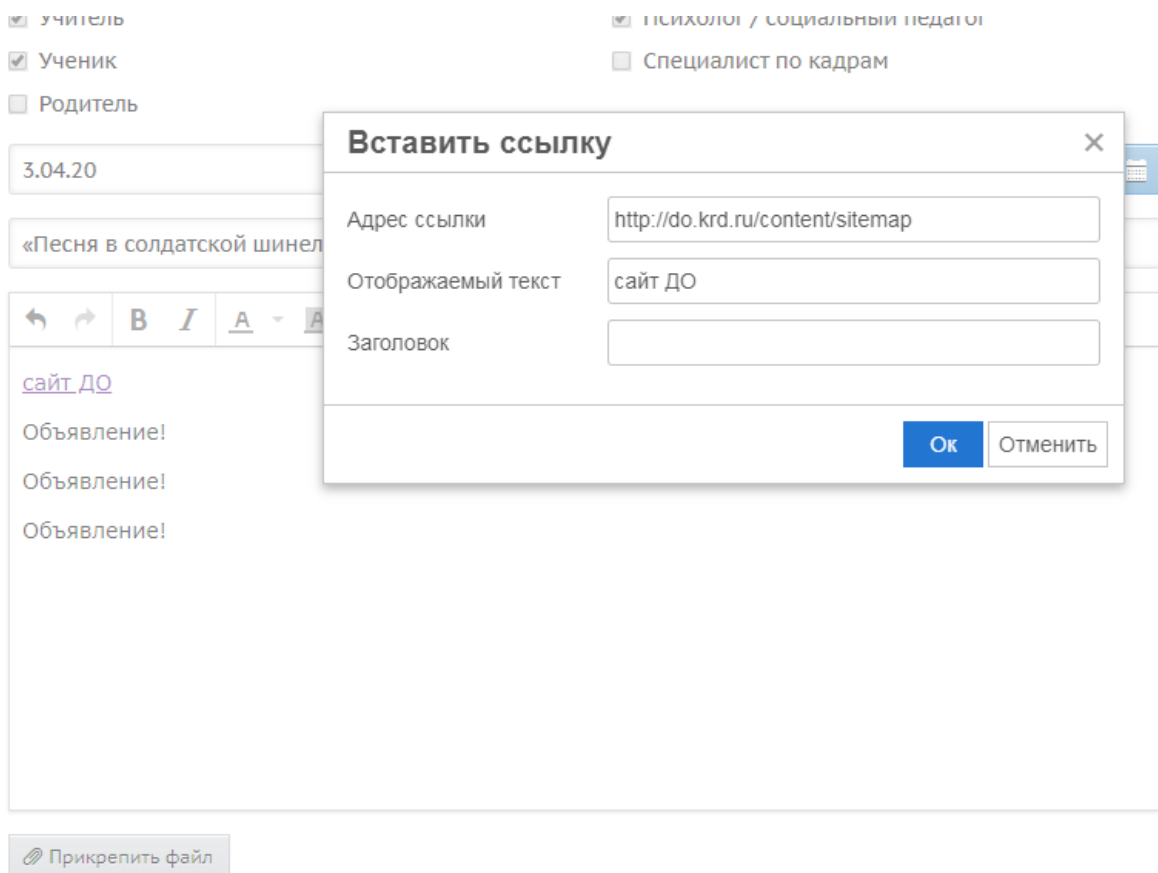 Учитель
Психолог / социальный педагог
Ученик
Специалист по кадрам
Родитель
Вставить ссылку
3.04.20
Адрес ссылки http://do.krd.ru/content/sitemap
«Песня в солдатской шинел
Отображаемый текст сайт ДО
B I A A
Заголовок
сайт ДО
Объявление!
Ок Отменить
Объявление!
Объявление!
Прикрепить файл